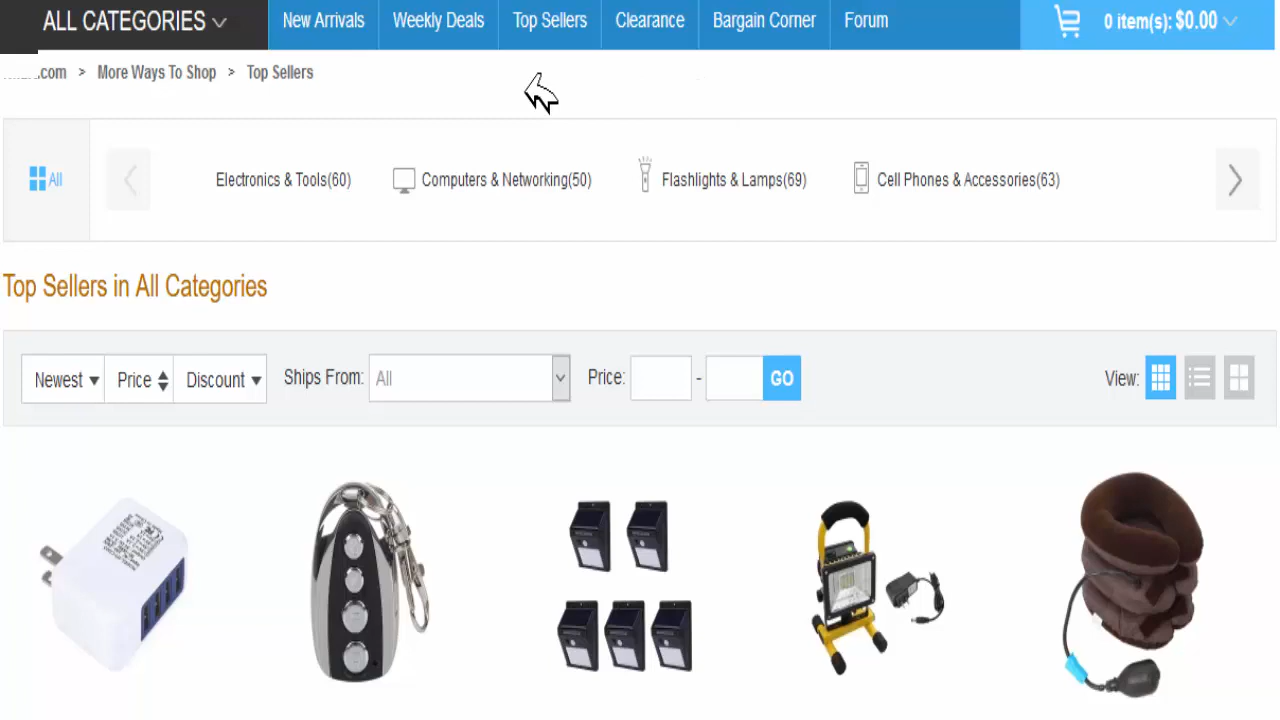 ALL CATEGORIES New Arrivals Weekly Deals Top Sellers Clearance Bargain Corner Forum 0 item(s): $0.00
.com > More Ways To Shop > Top Sellers
All Electronics & Tools(60) Computers & Networking(50) Flashlights & Lamps(69) Cell Phones & Accessories(63)
Top Sellers in All Categories
Newest Price Discount Ships From: All Price: - GO View: